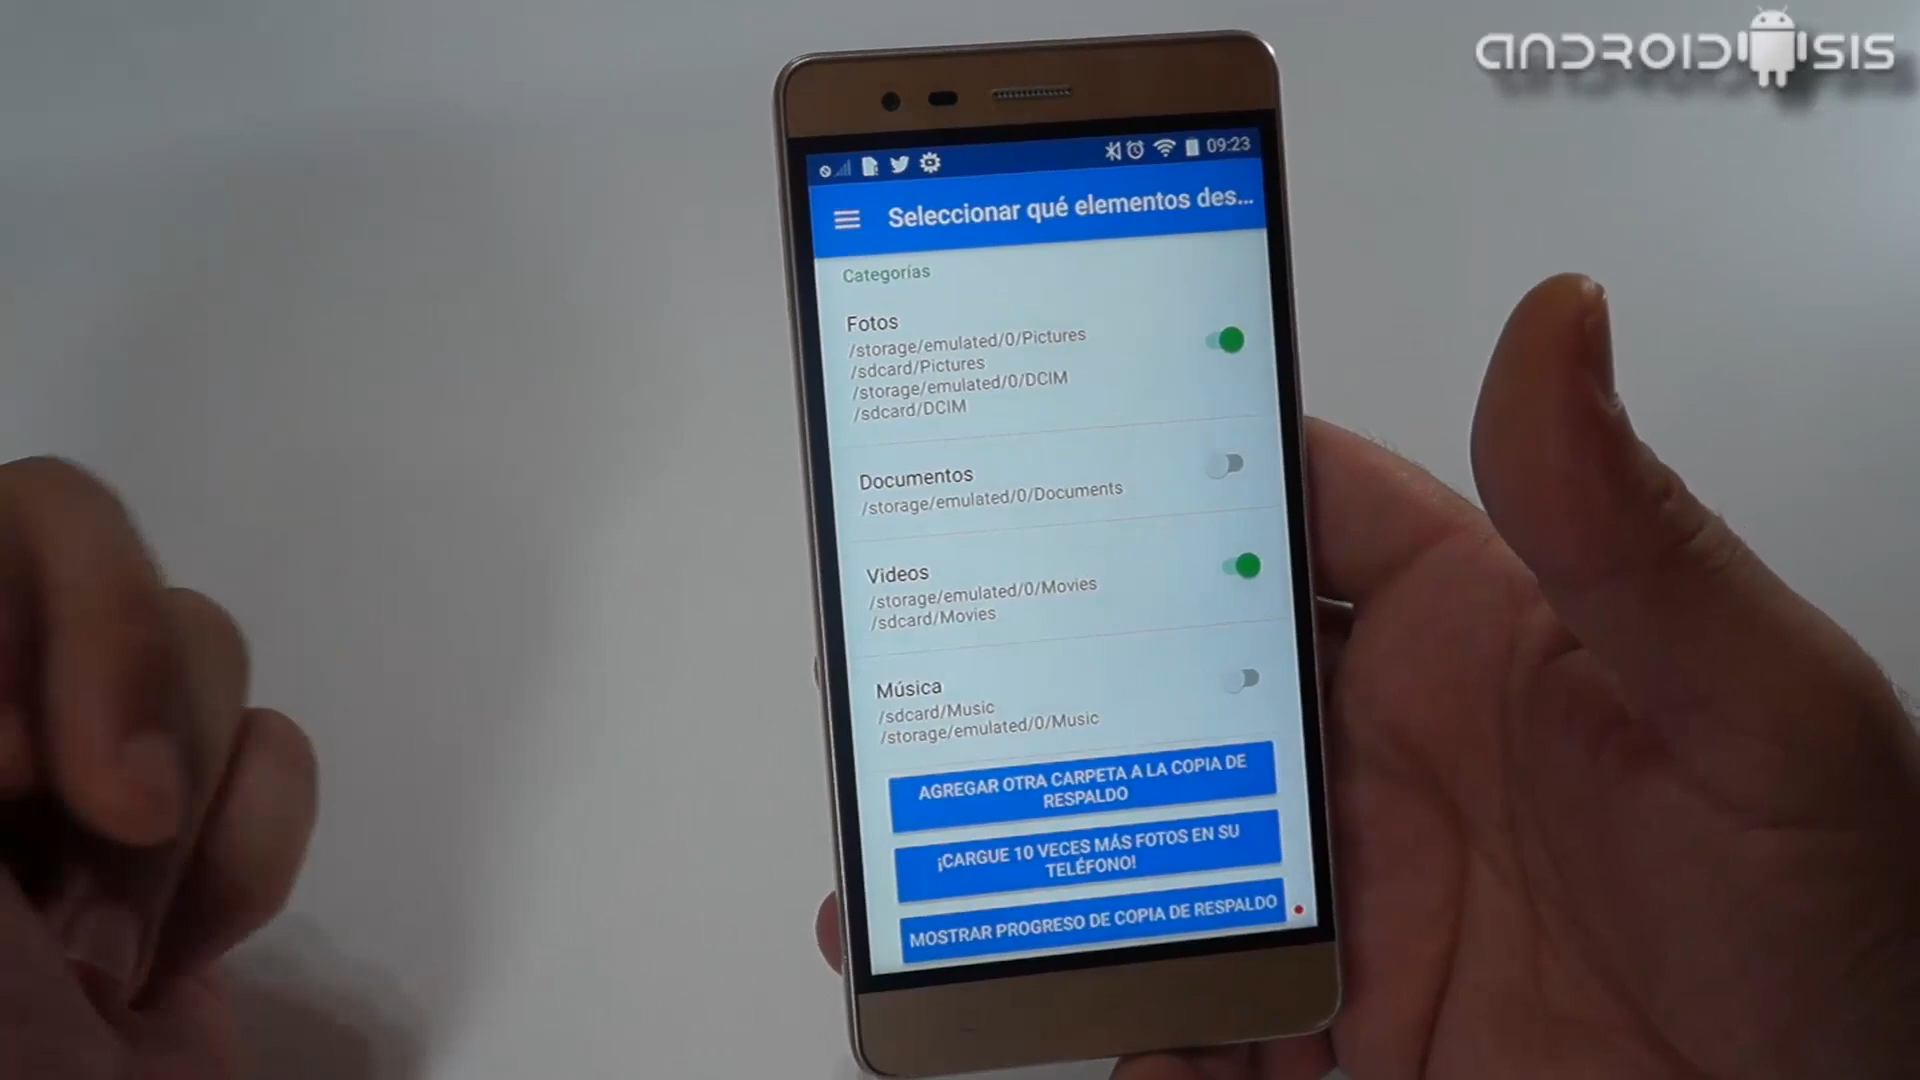 ANDROIDSIS
09:23
Seleccionar qué elementos des...
Categorías
Fotos
/storage/emulated/0/Pictures
/sdcard/Pictures
/storage/emulated/0/DCIM
/sdcard/DCIM
Documentos
/storage/emulated/0/Documents
Videos
/storage/emulated/0/Movies
/sdcard/Movies
Música
/sdcard/Music
/storage/emulated/0/Music
AGREGAR OTRA CARPETA A LA COPIA DE
RESPALDO
¡CARGUE 10 VECES MÁS FOTOS EN SU
TELÉFONO!
MOSTRAR PROGRESO DE COPIA DE RESPALDO